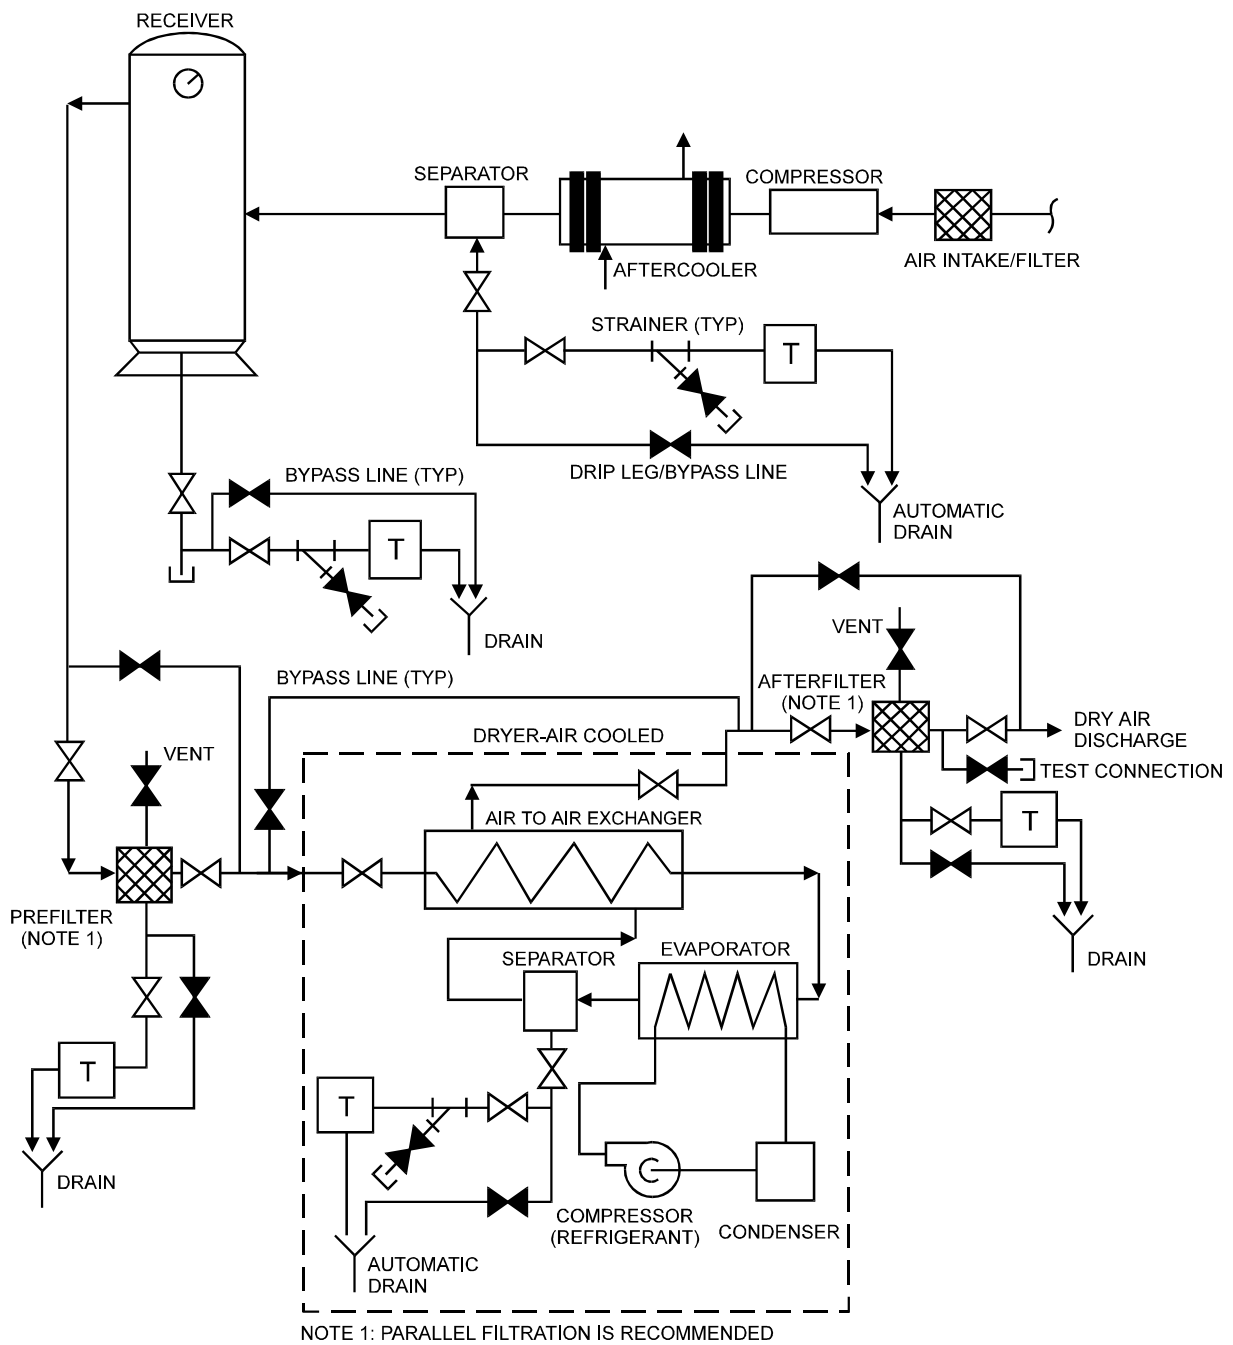 RECEIVER
SEPARATOR
COMPRESSOR
AFTERCOOLER
AIR INTAKE/FILTER
STRAINER (TYP)
T
DRIP LEG/BYPASS LINE
AUTOMATIC
DRAIN
BYPASS LINE (TYP)
T
DRAIN
VENT
BYPASS LINE (TYP)
AFTERFILTER
(NOTE 1)
DRY AIR
DISCHARGE
TEST CONNECTION
T
DRAIN
DRYER-AIR COOLED
VENT
AIR TO AIR EXCHANGER
PREFILTER
(NOTE 1)
EVAPORATOR
SEPARATOR
T
DRAIN
T
COMPRESSOR
(REFRIGERANT)
CONDENSER
AUTOMATIC
DRAIN
NOTE 1: PARALLEL FILTRATION IS RECOMMENDED